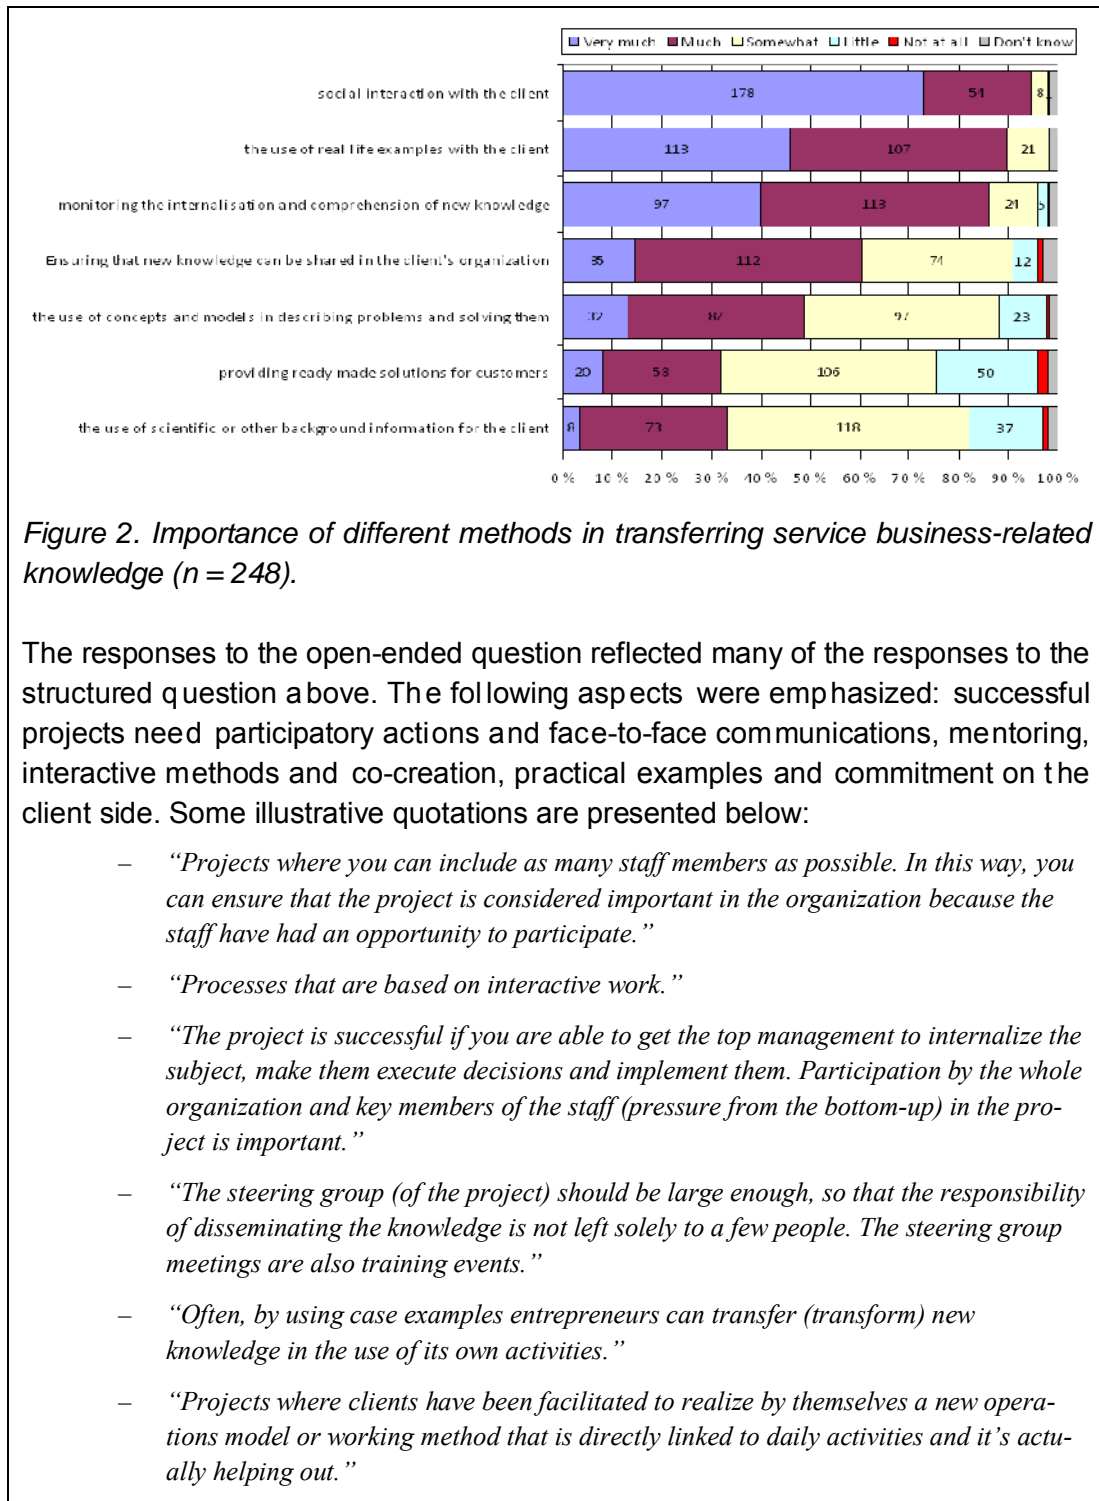 Very much Much Somewhat Little Not at all Don't know
social interaction with the client 178 54 8
the use of real life examples with the client 113 107 21
monitoring the internalisation and comprehension of new knowledge 97 113 24 5
Ensuring that new knowledge can be shared in the client's organization 35 112 74 12
the use of concepts and models in describing problems and solving them 32 87 97 23
providing ready made solutions for customers 20 58 106 50
the use of scientific or other background information for the client 8 73 118 37
0 % 10 % 20 % 30 % 40 % 50 % 60 % 70 % 80 % 90 % 100 %
Figure 2. Importance of different methods in transferring service business-related
knowledge (n = 248).
The responses to the open-ended question reflected many of the responses to the
structured question above. The following aspects were emphasized: successful
projects need participatory actions and face-to-face communications, mentoring,
interactive methods and co-creation, practical examples and commitment on the
client side. Some illustrative quotations are presented below:
– “Projects where you can include as many staff members as possible. In this way, you
can ensure that the project is considered important in the organization because the
staff have had an opportunity to participate.”
– “Processes that are based on interactive work.”
– “The project is successful if you are able to get the top management to internalize the
subject, make them execute decisions and implement them. Participation by the whole
organization and key members of the staff (pressure from the bottom-up) in the pro-
ject is important.”
– “The steering group (of the project) should be large enough, so that the responsibility
of disseminating the knowledge is not left solely to a few people. The steering group
meetings are also training events.”
– “Often, by using case examples entrepreneurs can transfer (transform) new
knowledge in the use of its own activities.”
– “Projects where clients have been facilitated to realize by themselves a new opera-
tions model or working method that is directly linked to daily activities and it’s actu-
ally helping out.”